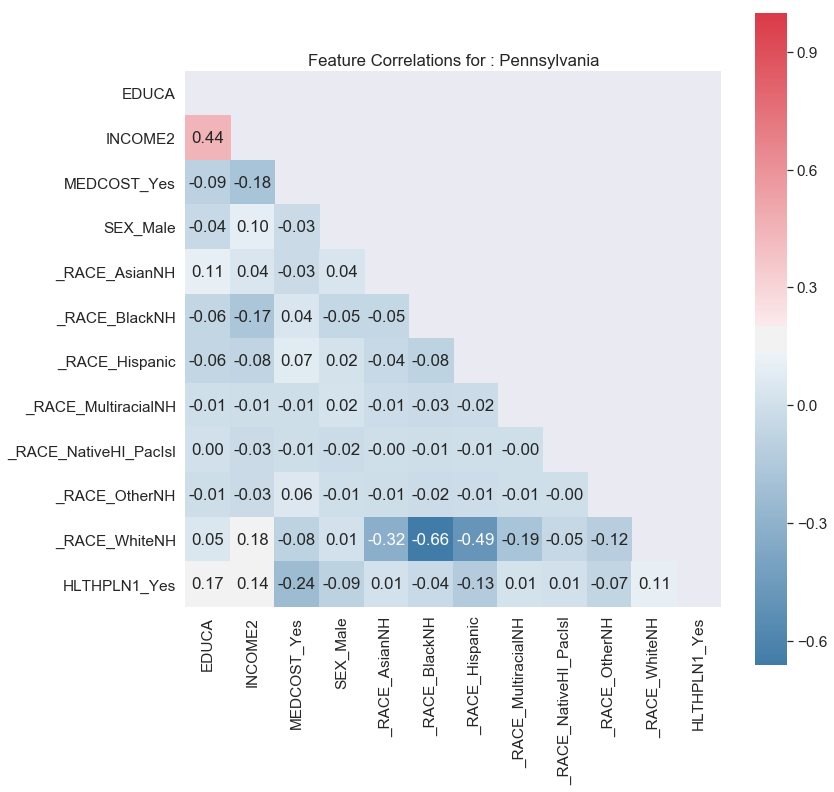 Feature Correlations for : Pennsylvania
EDUCA
INCOME2 0.44
MEDCOST_Yes -0.09 -0.18
SEX_Male -0.04 0.10 -0.03
_RACE_AsianNH 0.11 0.04 -0.03 0.04
_RACE_BlackNH -0.06 -0.17 0.04 -0.05 -0.05
_RACE_Hispanic -0.06 -0.08 0.07 0.02 -0.04 -0.08
_RACE_MultiracialNH -0.01 -0.01 -0.01 0.02 -0.01 -0.03 -0.02
_RACE_NativeHI_PacIsl 0.00 -0.03 -0.01 -0.02 -0.00 -0.01 -0.01 -0.00
_RACE_OtherNH -0.01 -0.03 0.06 -0.01 -0.01 -0.02 -0.01 -0.01 -0.00
_RACE_WhiteNH 0.05 0.18 -0.08 0.01 -0.32 -0.66 -0.49 -0.19 -0.05 -0.12
HLTHPLN1_Yes 0.17 0.14 -0.24 -0.09 0.01 -0.04 -0.13 0.01 0.01 -0.07 0.11
EDUCA
INCOME2
MEDCOST_Yes
SEX_Male
_RACE_AsianNH
_RACE_BlackNH
_RACE_Hispanic
_RACE_MultiracialNH
_RACE_NativeHI_PacIsl
_RACE_OtherNH
_RACE_WhiteNH
HLTHPLN1_Yes
0.9
0.6
0.3
0.0
−0.3
−0.6